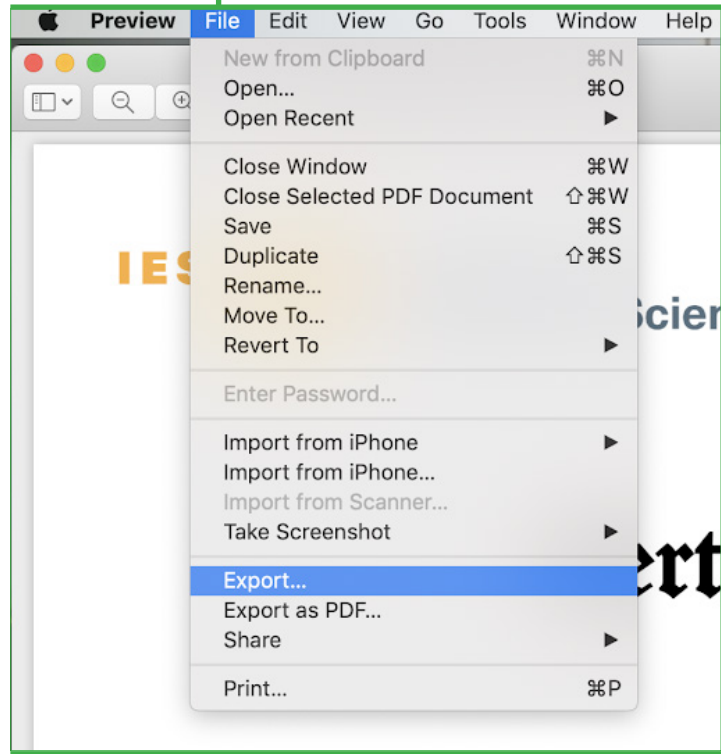 Preview File Edit View Go Tools Window Help
New from Clipboard ⌘N
Open... ⌘O
Open Recent ▶
Close Window ⌘W
Close Selected PDF Document ⇧⌘W
Save ⌘S
Duplicate ⇧⌘S
Rename...
Move To...
Revert To ▶
Enter Password...
Import from iPhone ▶
Import from iPhone...
Import from Scanner...
Take Screenshot ▶
Export...
Export as PDF...
Share ▶
Print... ⌘P